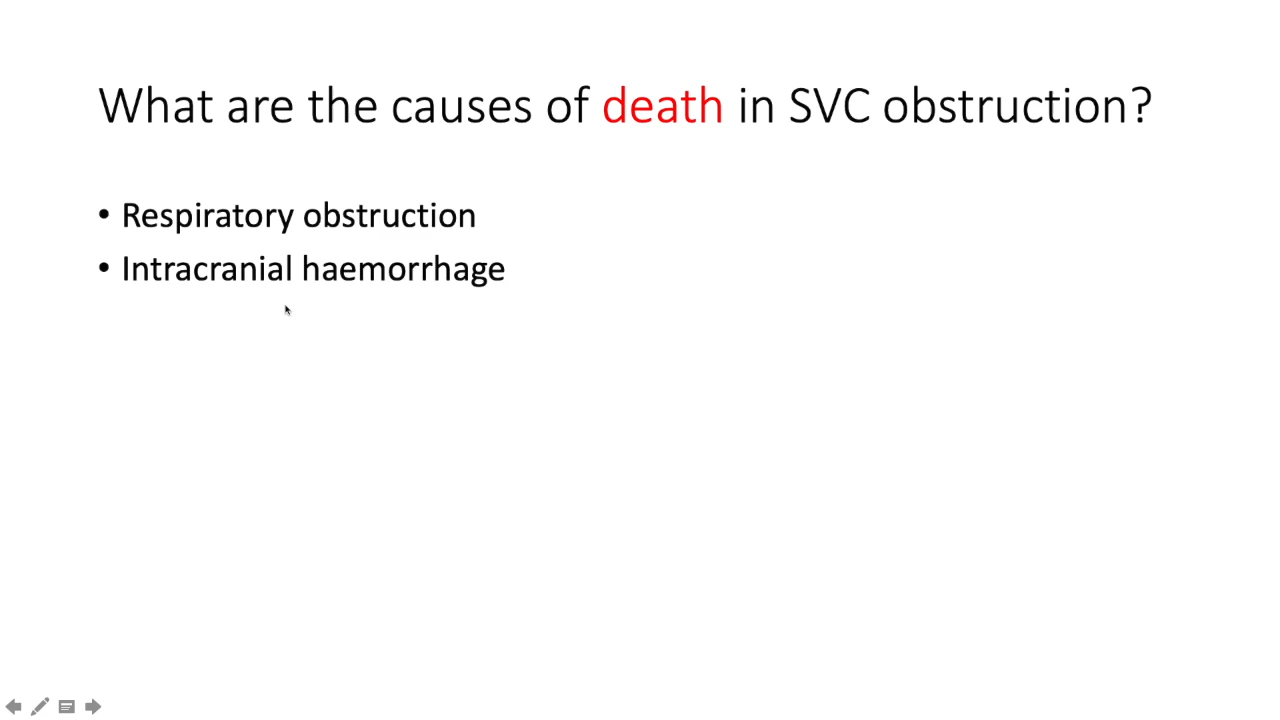 What are the causes of death in SVC obstruction?
• Respiratory obstruction
• Intracranial haemorrhage